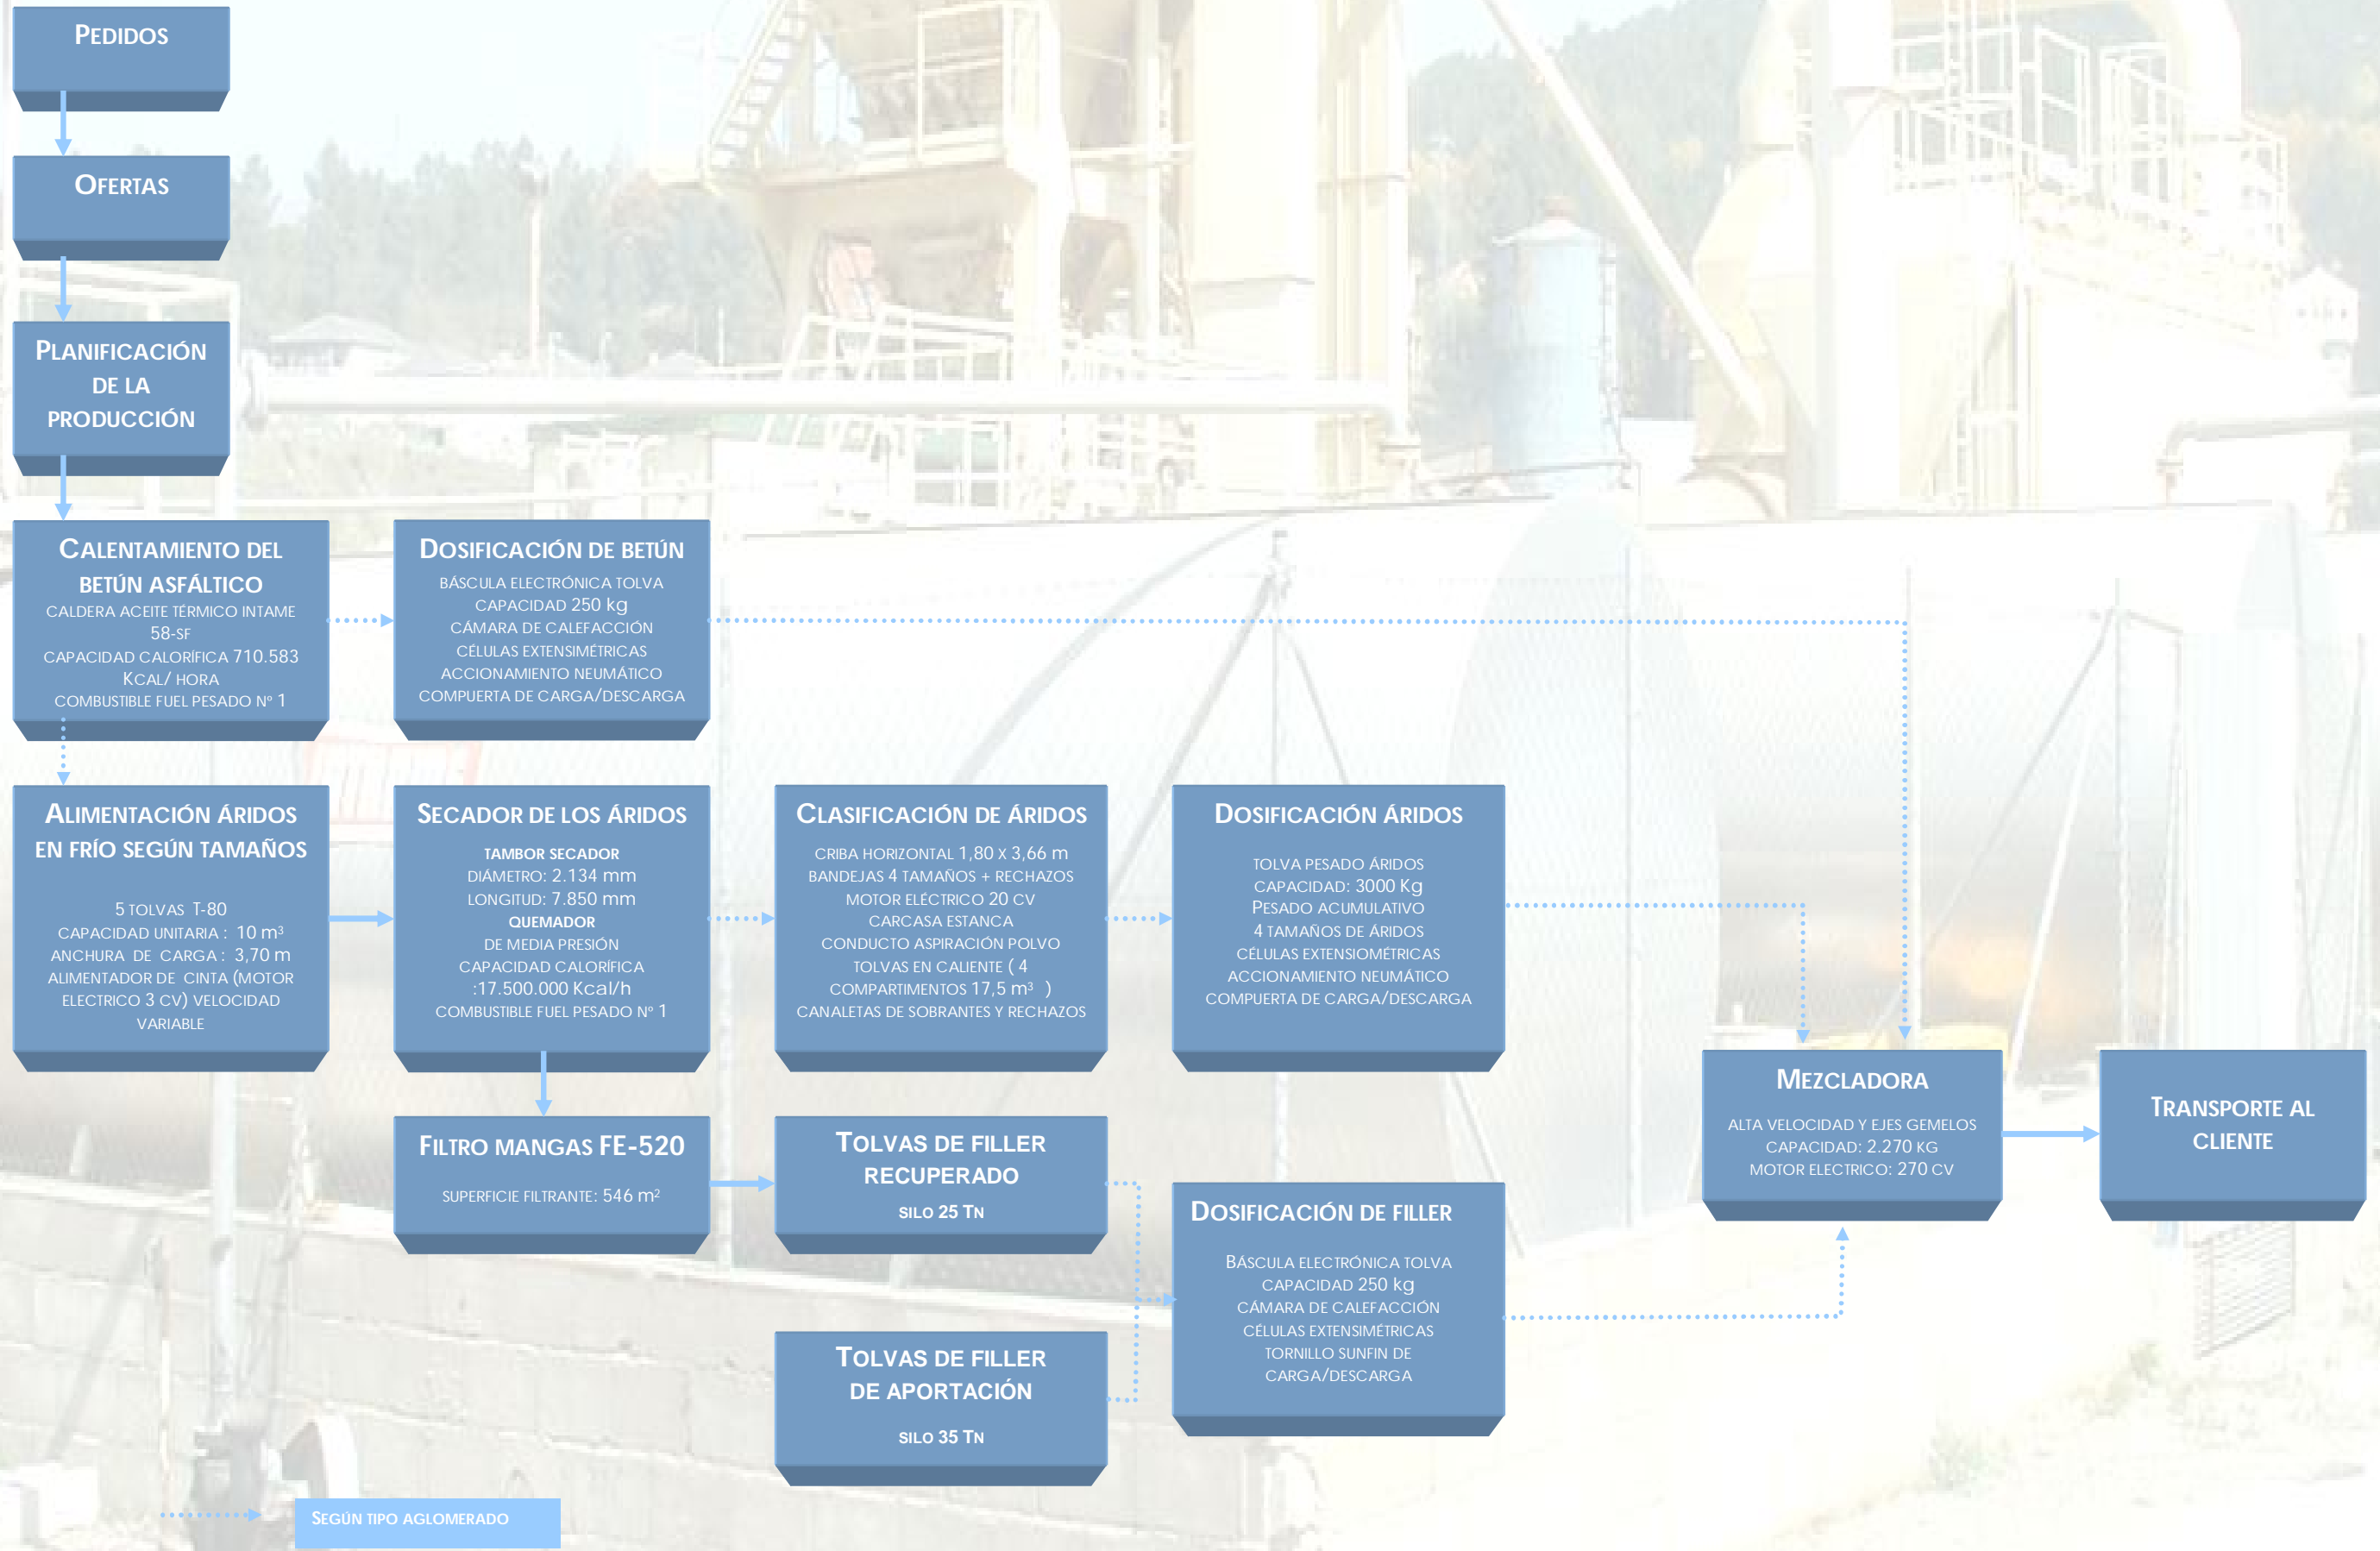 PEDIDOS
OFERTAS
PLANIFICACIÓN
DE LA
PRODUCCIÓN
CALENTAMIENTO DEL
BETÚN ASFÁLTICO
CALDERA ACEITE TÉRMICO INTAME
58-SF
CAPACIDAD CALORÍFICA 710.583
KCAL/ HORA
COMBUSTIBLE FUEL PESADO Nº 1
DOSIFICACIÓN DE BETÚN
BÁSCULA ELECTRÓNICA TOLVA
CAPACIDAD 250 kg
CÁMARA DE CALEFACCIÓN
CÉLULAS EXTENSIMÉTRICAS
ACCIONAMIENTO NEUMÁTICO
COMPUERTA DE CARGA/DESCARGA
ALIMENTACIÓN ÁRIDOS
EN FRÍO SEGÚN TAMAÑOS
5 TOLVAS T-80
CAPACIDAD UNITARIA : 10 m³
ANCHURA DE CARGA : 3,70 m
ALIMENTADOR DE CINTA (MOTOR
ELECTRICO 3 CV) VELOCIDAD
VARIABLE
SECADOR DE LOS ÁRIDOS
TAMBOR SECADOR
DIÁMETRO: 2.134 mm
LONGITUD: 7.850 mm
QUEMADOR
DE MEDIA PRESIÓN
CAPACIDAD CALORÍFICA
:17.500.000 Kcal/h
COMBUSTIBLE FUEL PESADO Nº 1
CLASIFICACIÓN DE ÁRIDOS
CRIBA HORIZONTAL 1,80 X 3,66 m
BANDEJAS 4 TAMAÑOS + RECHAZOS
MOTOR ELÉCTRICO 20 CV
CARCASA ESTANCA
CONDUCTO ASPIRACIÓN POLVO
TOLVAS EN CALIENTE ( 4
COMPARTIMENTOS 17,5 m³ )
CANALETAS DE SOBRANTES Y RECHAZOS
DOSIFICACIÓN ÁRIDOS
TOLVA PESADO ÁRIDOS
CAPACIDAD: 3000 Kg
PESADO ACUMULATIVO
4 TAMAÑOS DE ÁRIDOS
CÉLULAS EXTENSIOMÉTRICAS
ACCIONAMIENTO NEUMÁTICO
COMPUERTA DE CARGA/DESCARGA
MEZCLADORA
ALTA VELOCIDAD Y EJES GEMELOS
CAPACIDAD: 2.270 KG
MOTOR ELECTRICO: 270 CV
TRANSPORTE AL
CLIENTE
FILTRO MANGAS FE-520
SUPERFICIE FILTRANTE: 546 m²
TOLVAS DE FILLER
RECUPERADO
SILO 25 TN
DOSIFICACIÓN DE FILLER
BÁSCULA ELECTRÓNICA TOLVA
CAPACIDAD 250 kg
CÁMARA DE CALEFACCIÓN
CÉLULAS EXTENSIMÉTRICAS
TORNILLO SUNFIN DE
CARGA/DESCARGA
TOLVAS DE FILLER
DE APORTACIÓN
SILO 35 TN
SEGÚN TIPO AGLOMERADO